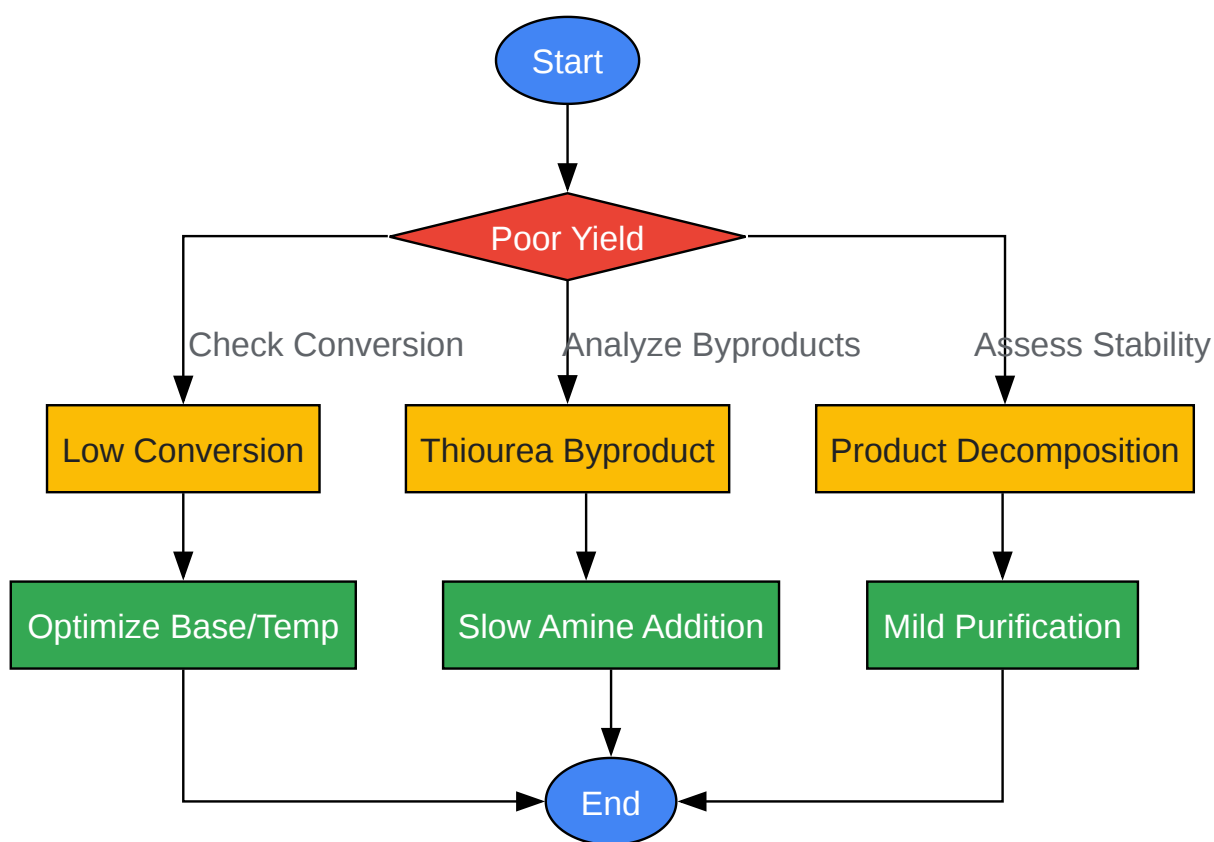 Start
Poor Yield
Check Conversion
Analyze Byproducts
Assess Stability
Low Conversion
Thiourea Byproduct
Product Decomposition
Optimize Base/Temp
Slow Amine Addition
Mild Purification
End